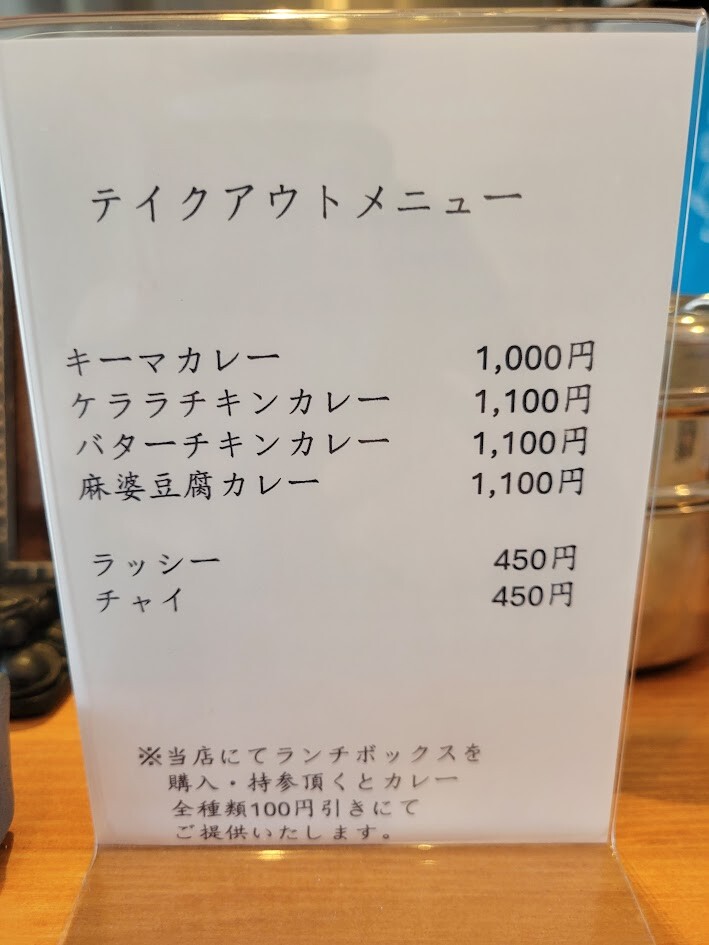 テイクアウトメニュー
キーマカレー 1,000円
ケララチキンカレー 1,100円
バターチキンカレー 1,100円
麻婆豆腐カレー 1,100円
ラッシー 450円
チャイ 450円
※当店にてランチボックスを
購入・持参頂くとカレー
全種類100円引きにて
ご提供いたします。